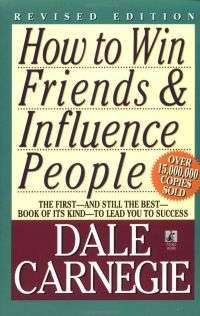 REVISED EDITION
How to Win
Friends &
Influence
People
OVER
15,000,000
COPIES
SOLD
THE FIRST—AND STILL THE BEST—
BOOK OF ITS KIND—TO LEAD YOU TO SUCCESS
DALE
CARNEGIE